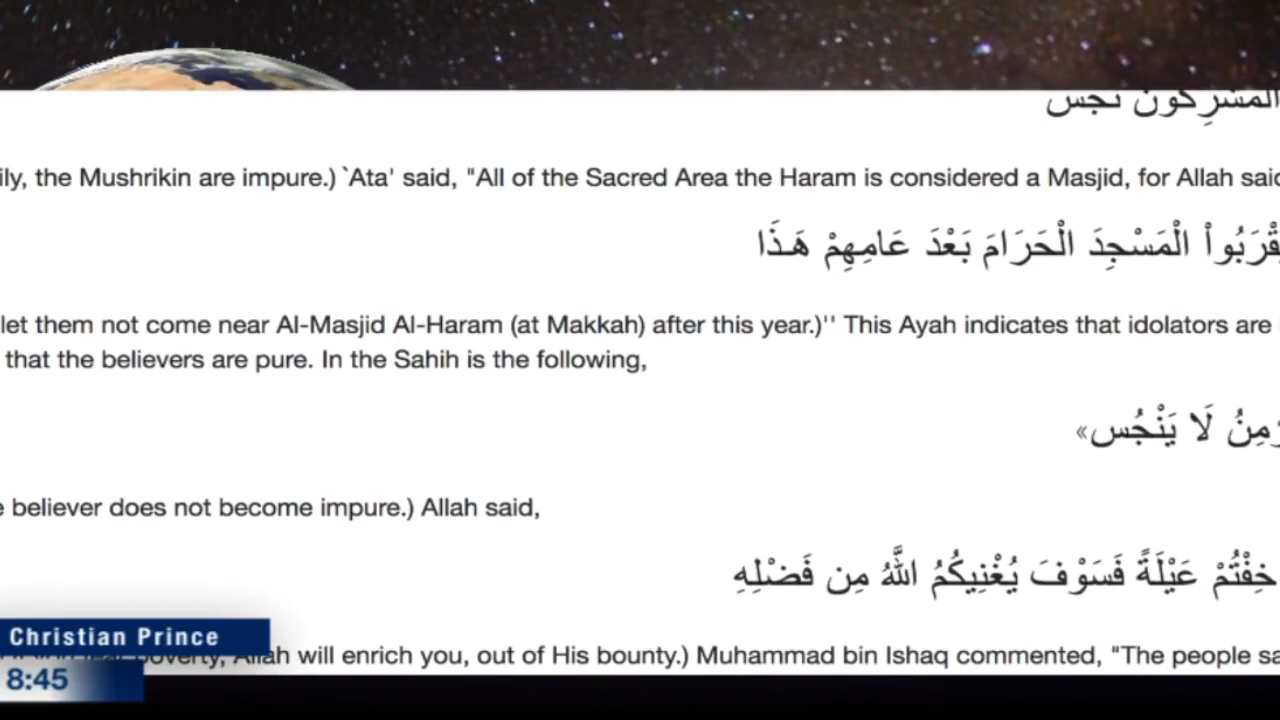 المشركون نجس
ily, the Mushrikin are impure.) `Ata' said, "All of the Sacred Area the Haram is considered a Masjid, for Allah said
يَقْرَبُواْ الْمَسْجِدَ الْحَرَامَ بَعْدَ عَامِهِمْ هَـذَا
let them not come near Al-Masjid Al-Haram (at Makkah) after this year.)'' This Ayah indicates that idolators are
that the believers are pure. In the Sahih is the following,
لَا يَنْجُس»
believer does not become impure.) Allah said,
خِفْتُمْ عَيْلَةً فَسَوْفَ يُغْنِيكُمُ اللَّهُ مِن فَضْلِهِ
poverty, Allah will enrich you, out of His bounty.) Muhammad bin Ishaq commented, "The people sa
Christian Prince
8:45